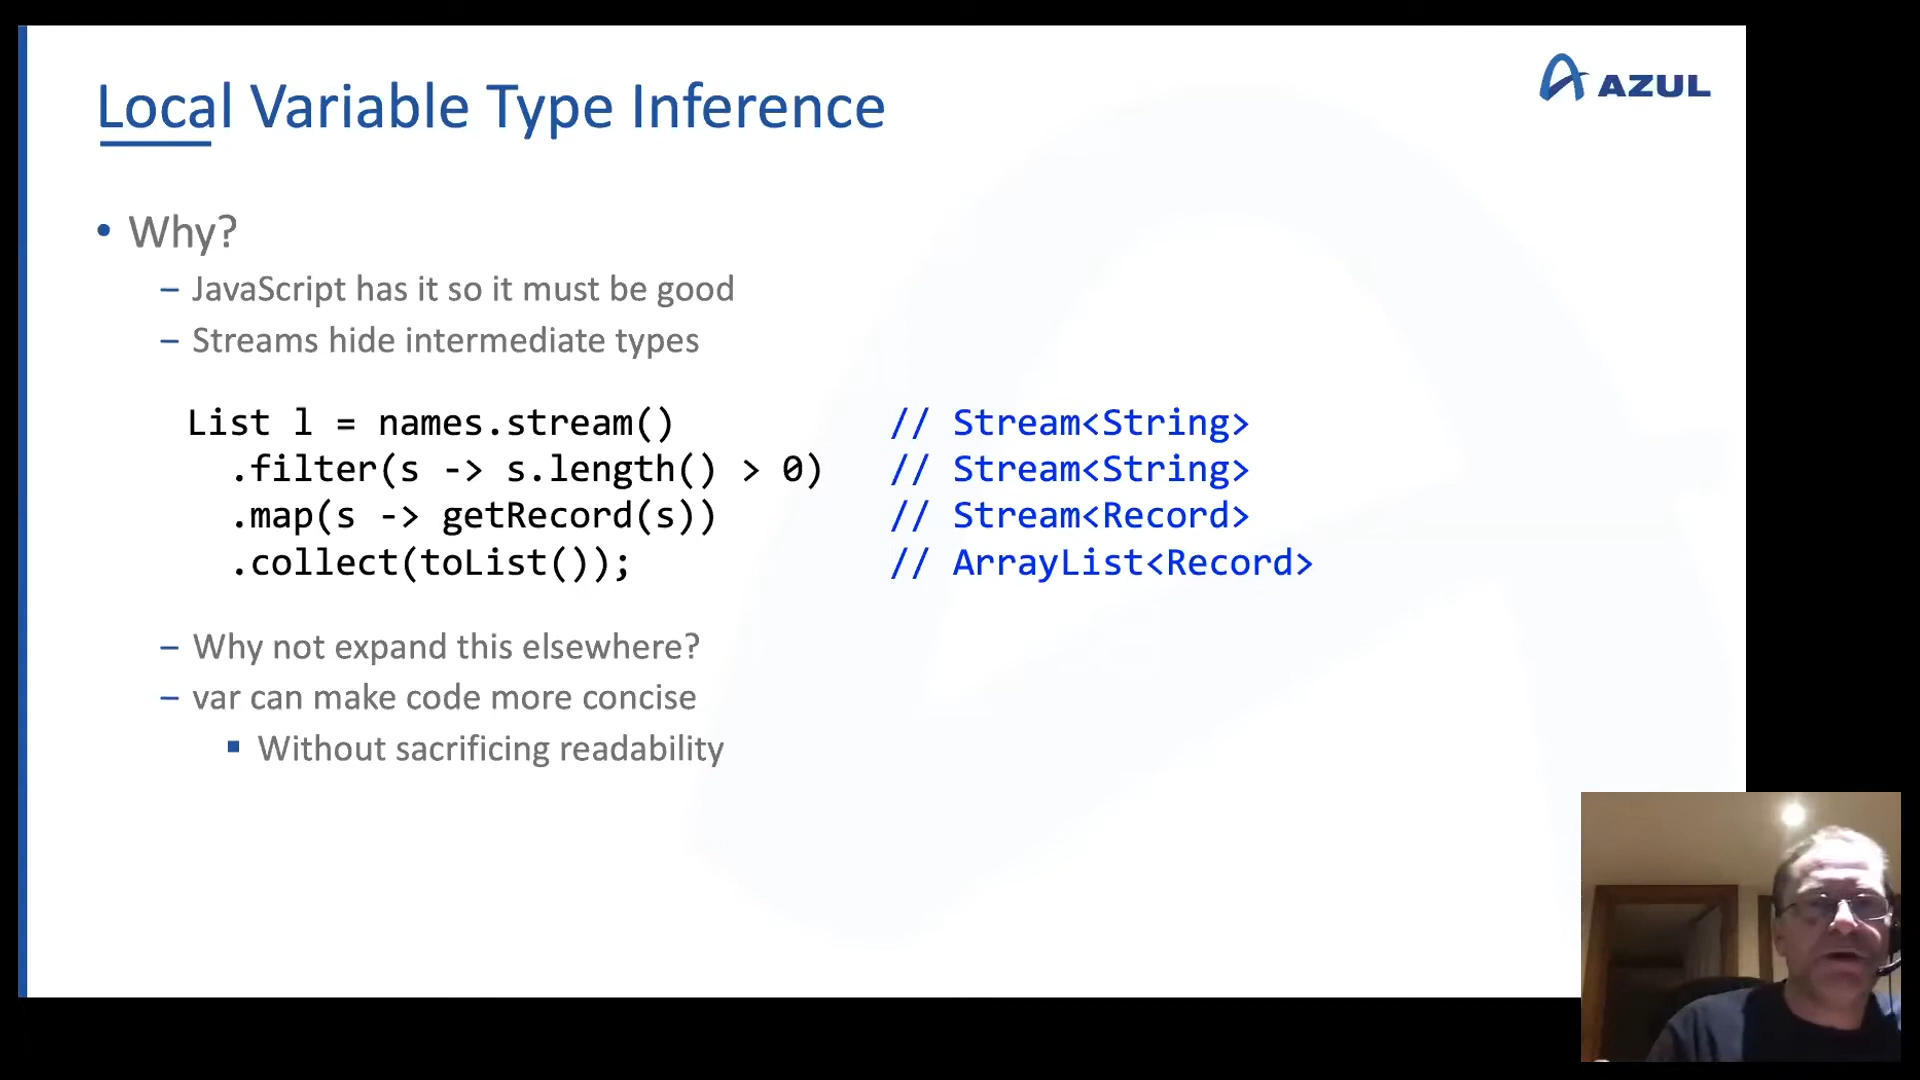 Local Variable Type Inference
AZUL
• Why?
– JavaScript has it so it must be good
– Streams hide intermediate types
List l = names.stream() // Stream<String>
.filter(s -> s.length() > 0) // Stream<String>
.map(s -> getRecord(s)) // Stream<Record>
.collect(toList()); // ArrayList<Record>
– Why not expand this elsewhere?
– var can make code more concise
▪ Without sacrificing readability